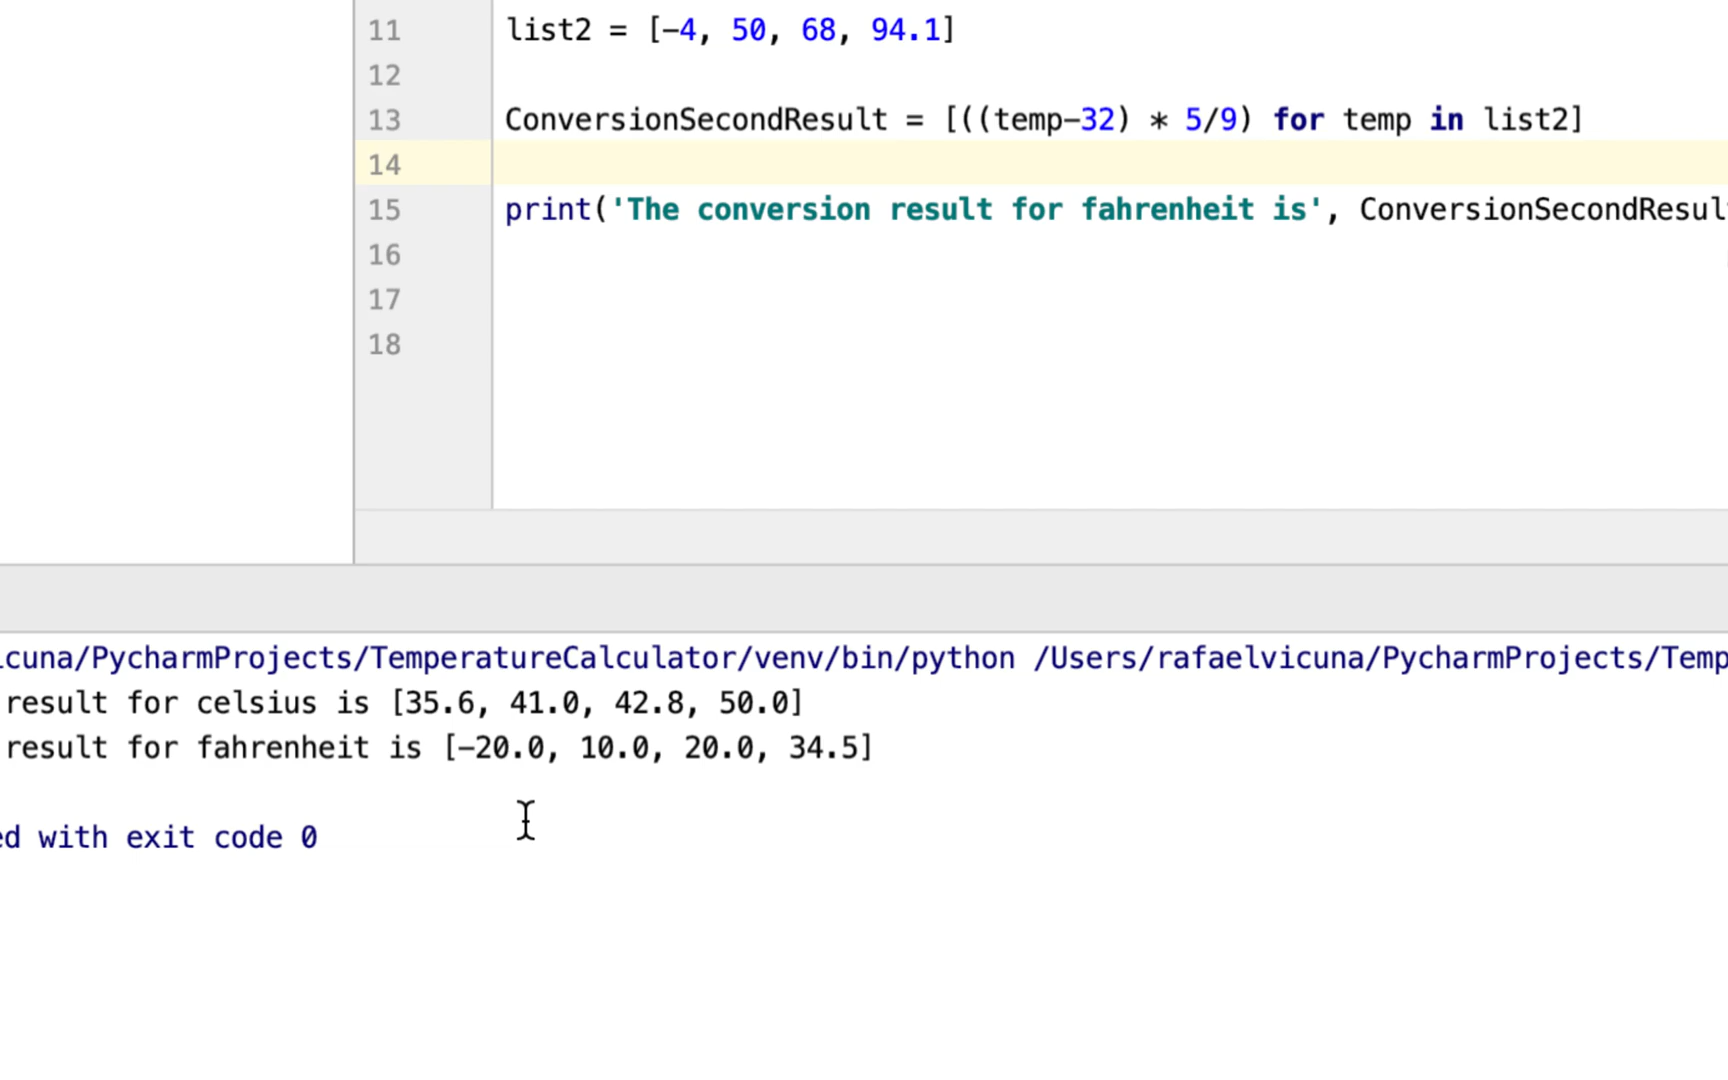 11 list2 = [-4, 50, 68, 94.1]
12
13 ConversionSecondResult = [((temp-32) * 5/9) for temp in list2]
14
15 print('The conversion result for fahrenheit is', ConversionSecondResul
16
17
18
icuna/PycharmProjects/TemperatureCalculator/venv/bin/python /Users/rafaelvicuna/PycharmProjects/Temp
result for celsius is [35.6, 41.0, 42.8, 50.0]
result for fahrenheit is [-20.0, 10.0, 20.0, 34.5]
ed with exit code 0